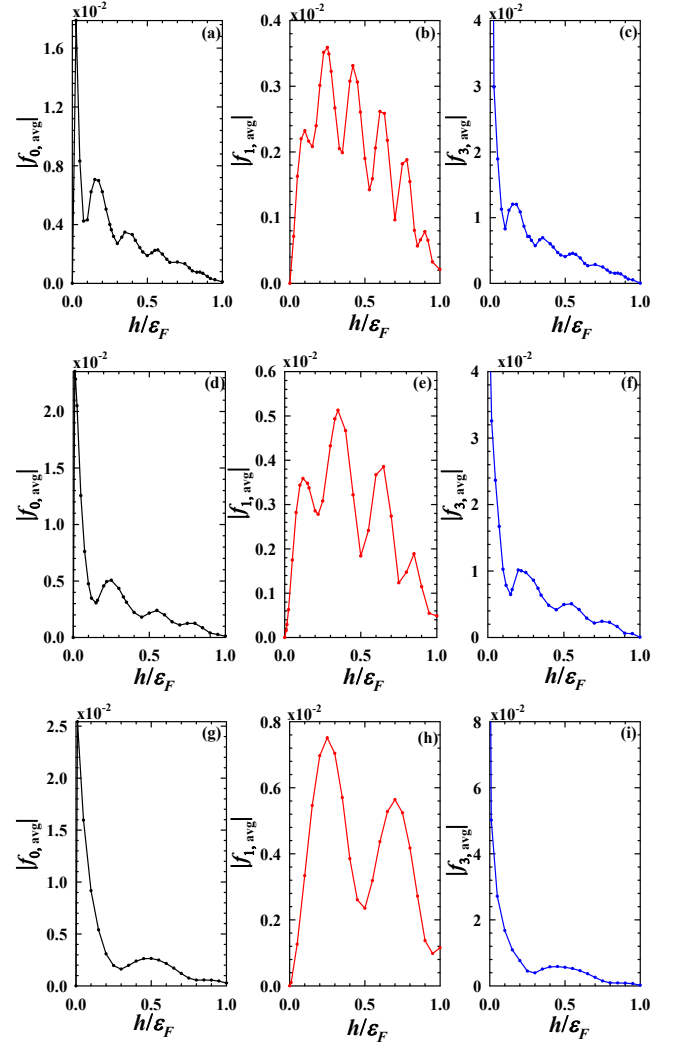 x10⁻² x10⁻² x10⁻²
(a) (b) (c)
|f0, avg| |f1, avg| |f3, avg|
1.6 0.4 4
1.2 0.3 3
0.8 0.2 2
0.4 0.1 1
0.0 0.0 0
0.0 0.5 1.0 0.0 0.5 1.0 0.0 0.5 1.0
h/εF h/εF h/εF
x10⁻² x10⁻² x10⁻²
(d) (e) (f)
|f0, avg| |f1, avg| |f3, avg|
2.0 0.6 4
1.5 0.5 3
1.0 0.4 2
0.5 0.3 1
0.0 0.2 0
0.1
0.0
0.0 0.5 1.0 0.0 0.5 1.0 0.0 0.5 1.0
h/εF h/εF h/εF
x10⁻² x10⁻² x10⁻²
(g) (h) (i)
|f0, avg| |f1, avg| |f3, avg|
2.5 0.8 8
2.0 0.6 6
1.5 0.4 4
1.0 0.2 2
0.5 0.0 0
0.0
0.0 0.5 1.0 0.0 0.5 1.0 0.0 0.5 1.0
h/εF h/εF h/εF